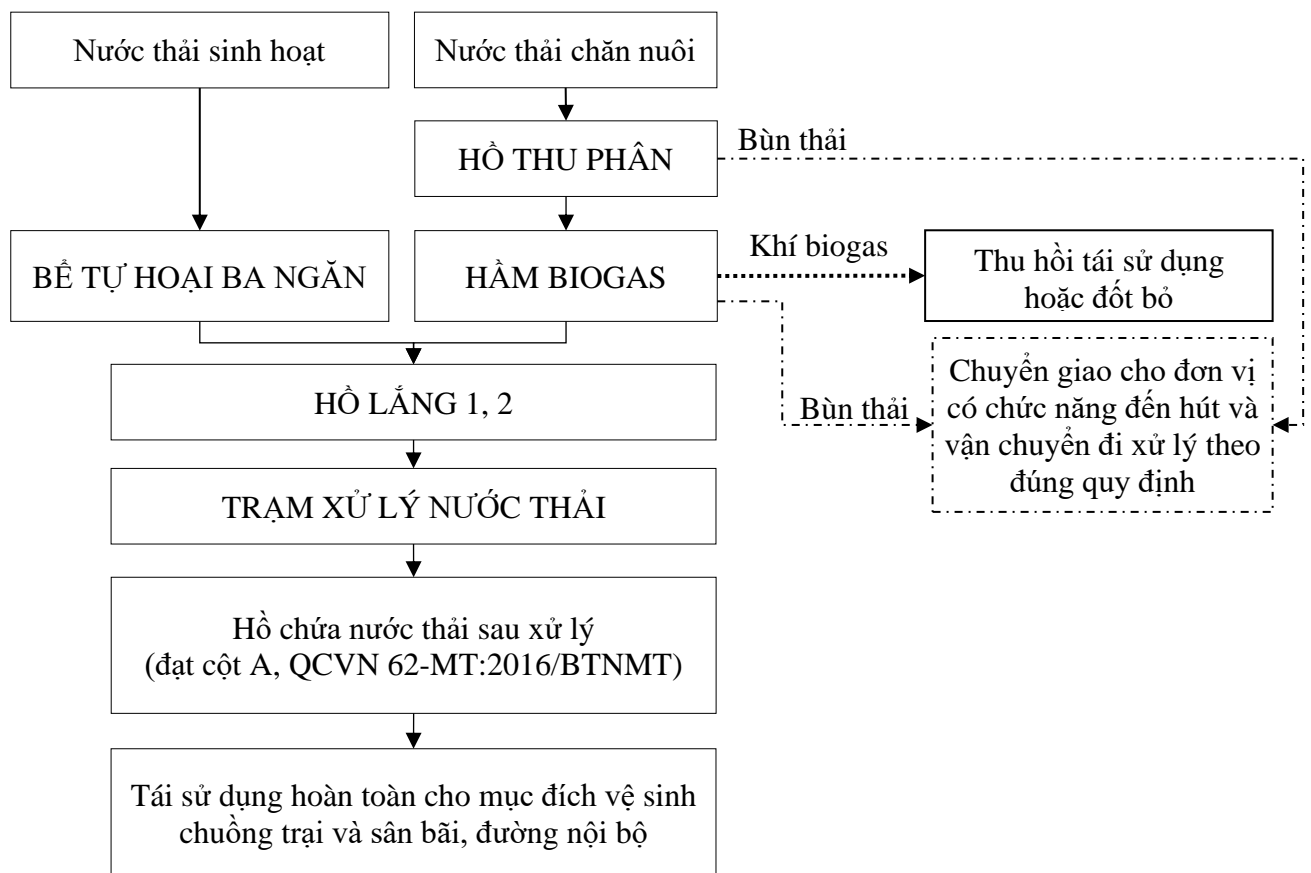 Nước thải sinh hoạt
Nước thải chăn nuôi
HỒ THU PHÂN
Bùn thải
BỂ TỰ HOẠI BA NGĂN
HẦM BIOGAS
Khí biogas
Thu hồi tái sử dụng
hoặc đốt bỏ
HỒ LẮNG 1, 2
Bùn thải
Chuyển giao cho đơn vị
có chức năng đến hút và
vận chuyển đi xử lý theo
đúng quy định
TRẠM XỬ LÝ NƯỚC THẢI
Hồ chứa nước thải sau xử lý
(đạt cột A, QCVN 62-MT:2016/BTNMT)
Tái sử dụng hoàn toàn cho mục đích vệ sinh
chuồng trại và sân bãi, đường nội bộ